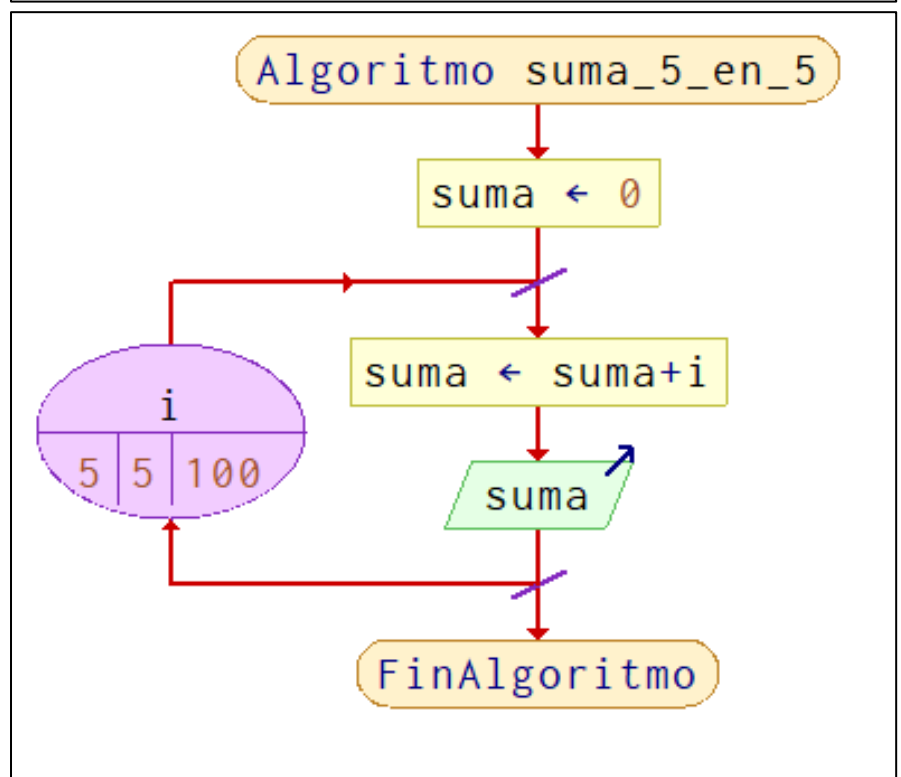 Algoritmo suma_5_en_5
suma ← 0
suma ← suma+i
i
5 5 100
suma
FinAlgoritmo